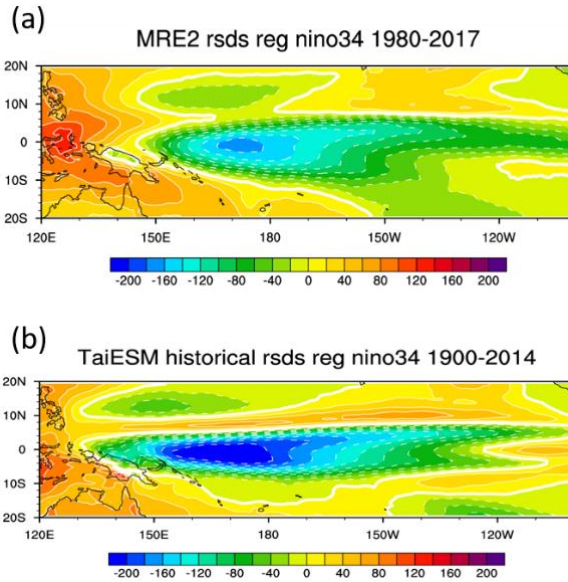 (a)
MRE2 rsds reg nino34 1980-2017
20N
10N
0
10S
20S
120E 150E 180 150W 120W
-200 -160 -120 -80 -40 0 40 80 120 160 200
(b)
TaiESM historical rsds reg nino34 1900-2014
20N
10N
0
10S
20S
120E 150E 180 150W 120W
-200 -160 -120 -80 -40 0 40 80 120 160 200